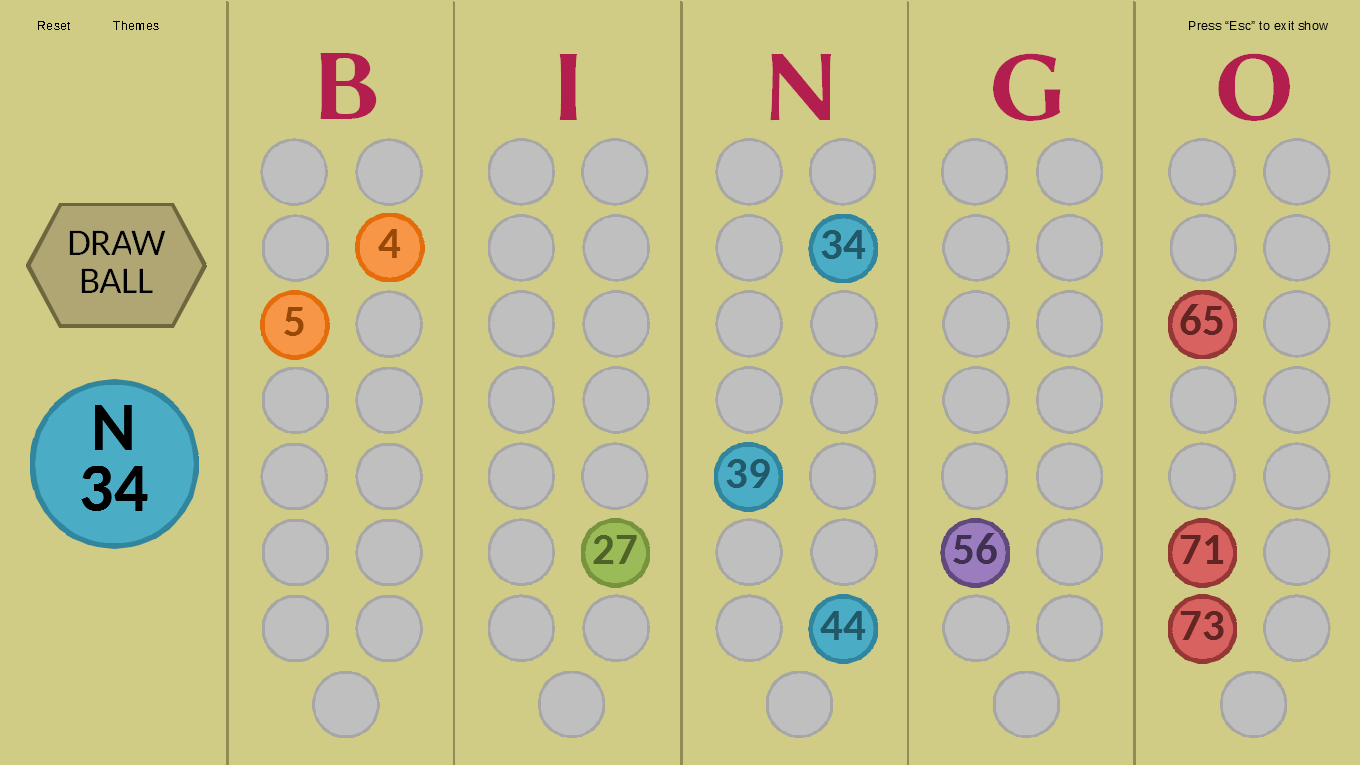 Reset Themes Press “Esc” to exit show
B I N G O
DRAW
BALL
N
34
4 34
5 65
39
27 56 71
44 73